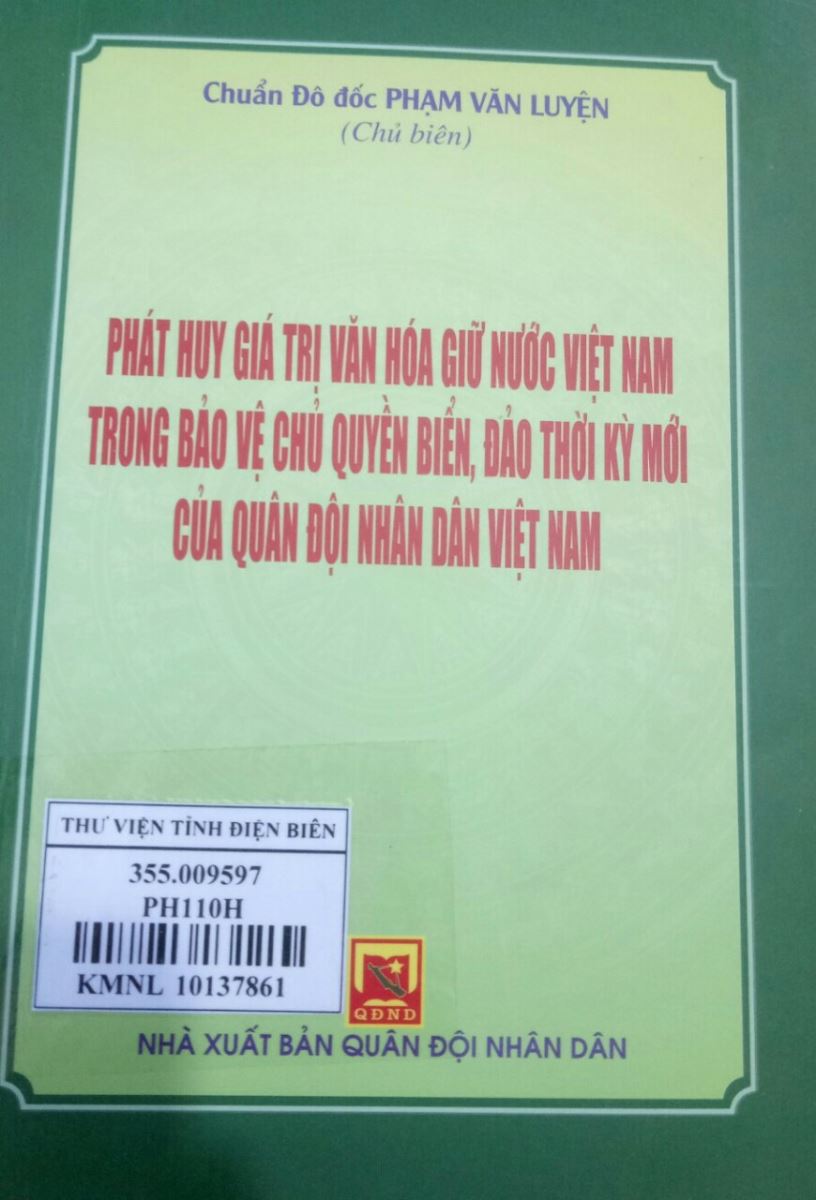 Chuẩn Đô đốc PHẠM VĂN LUYỆN
(Chủ biên)
PHÁT HUY GIÁ TRỊ VĂN HÓA GIỮ NƯỚC VIỆT NAM
TRONG BẢO VỆ CHỦ QUYỀN BIỂN, ĐẢO THỜI KỲ MỚI
CỦA QUÂN ĐỘI NHÂN DÂN VIỆT NAM
THƯ VIỆN TỈNH ĐIỆN BIÊN
355.009597
PH110H
KMNL 10137861
QĐND
NHÀ XUẤT BẢN QUÂN ĐỘI NHÂN DÂN